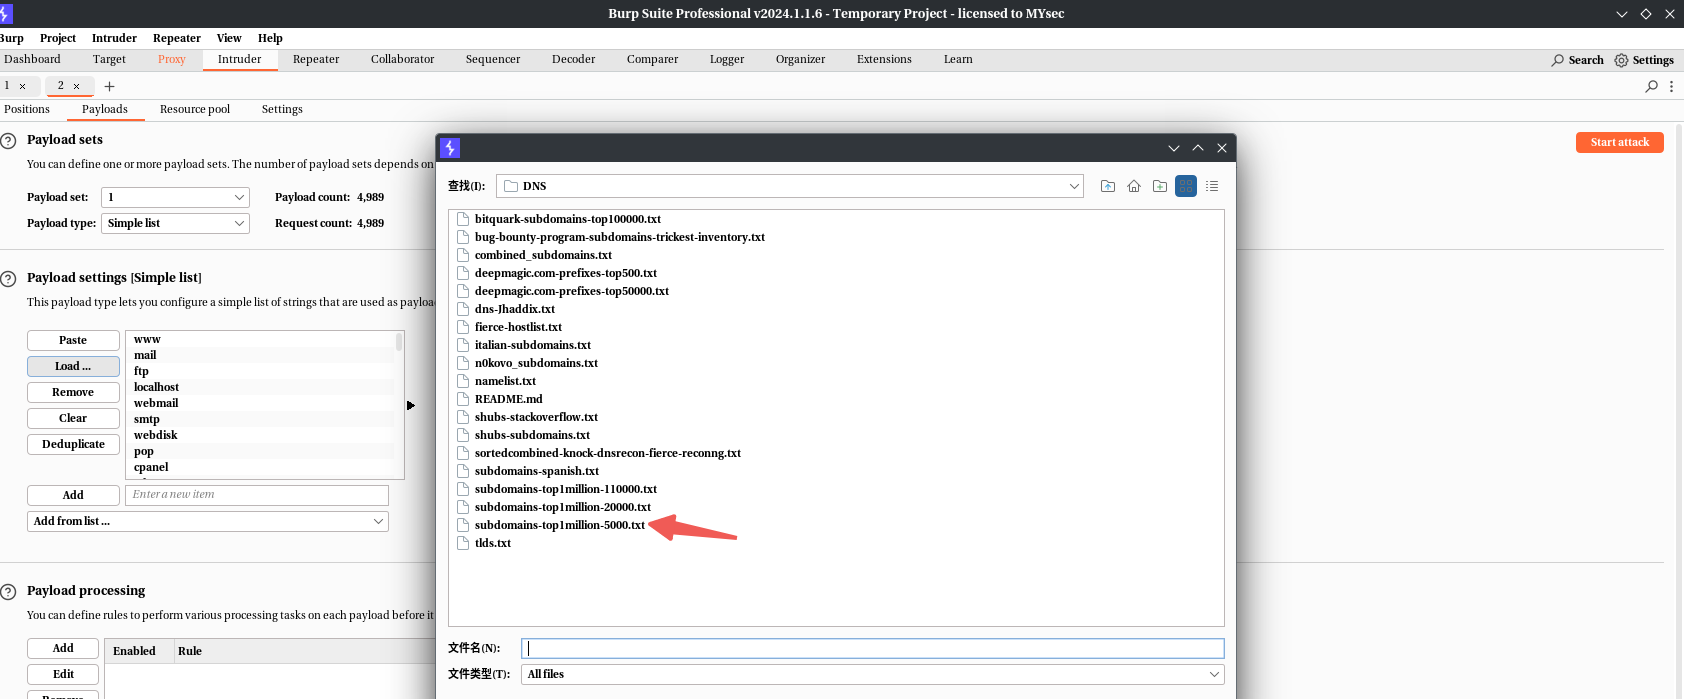 Burp Suite Professional v2024.1.1.6 - Temporary Project - licensed to MYsec
Burp Project Intruder Repeater View Help
Dashboard Target Proxy Intruder Repeater Collaborator Sequencer Decoder Comparer Logger Organizer Extensions Learn Search Settings
1 × 2 × +
Positions Payloads Resource pool Settings
Payload sets
Start attack
You can define one or more payload sets. The number of payload sets depends on
Payload set: 1 Payload count: 4,989
Payload type: Simple list Request count: 4,989
Payload settings [Simple list]
This payload type lets you configure a simple list of strings that are used as payloa
Paste
Load ...
Remove
Clear
Deduplicate
www
mail
ftp
localhost
webmail
smtp
webdisk
pop
cpanel
Add Enter a new item
Add from list ...
Payload processing
You can define rules to perform various processing tasks on each payload before it
Add
Edit
Remove
Enabled Rule
查找(I): DNS
bitquark-subdomains-top100000.txt
bug-bounty-program-subdomains-trickest-inventory.txt
combined_subdomains.txt
deepmagic.com-prefixes-top500.txt
deepmagic.com-prefixes-top50000.txt
dns-Jhaddix.txt
fierce-hostlist.txt
italian-subdomains.txt
n0kovo_subdomains.txt
namelist.txt
README.md
shubs-stackoverflow.txt
shubs-subdomains.txt
sortedcombined-knock-dnsrecon-fierce-reconng.txt
subdomains-spanish.txt
subdomains-top1million-110000.txt
subdomains-top1million-20000.txt
subdomains-top1million-5000.txt
tlds.txt
文件名(N):
文件类型(T): All files